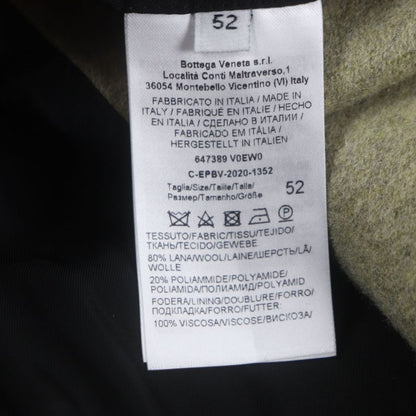 52
Bottega Veneta s.r.l.
Località Conti Maltraverso,1
36054 Montebello Vicentino (VI) Italy
FABBRICATO IN ITALIA / MADE IN
ITALY / FABRIQUÉ EN ITALIE / HECHO
EN ITALIA / СДЕЛАНО В ИТАЛИИ /
FABRICADO EM ITÁLIA /
HERGESTELLT IN ITALIEN
647389 V0EW0
C-EPBV-2020-1352
Taglia/Size/Taille/Talla/
Размер/Tamanho/Größe
52
TESSUTO/FABRIC/TISSU/TEJIDO/
ТКАНЬ/TECIDO/GEWEBE
80% LANA/WOOL/LAINE/ШЕРСТЬ/LÃ/
WOLLE
20% POLIAMMIDE/POLYAMIDE/
POLIAMIDA/ПОЛИАМИД/POLYAMID
FODERA/LINING/DOUBLURE/FORRO/
ПОДКЛАДКА/FORRO/FUTTER:
100% VISCOSA/VISCOSE/ВИСКОЗА/